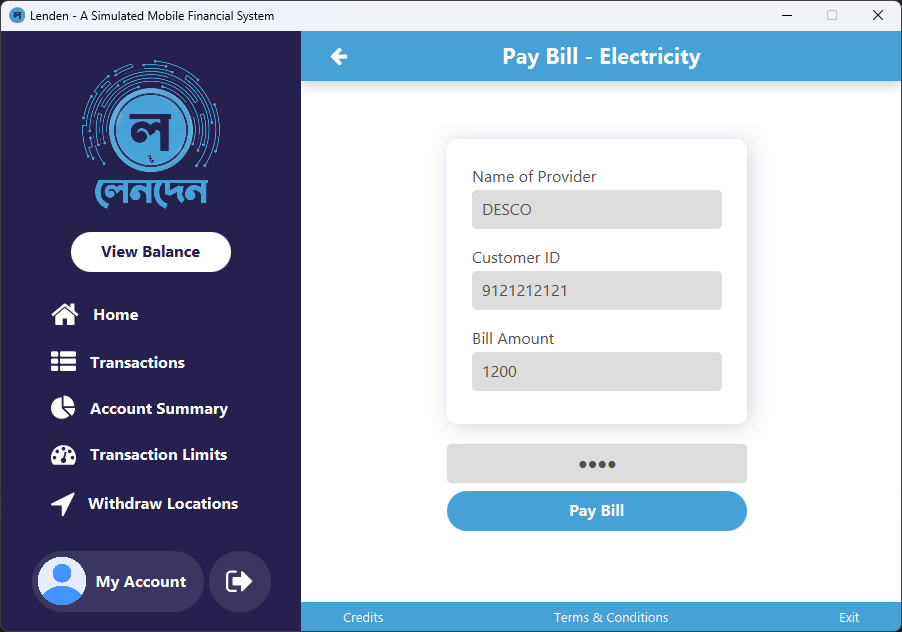 Lenden - A Simulated Mobile Financial System
ল
৳
লেনদেন
View Balance
Home
Transactions
Account Summary
Transaction Limits
Withdraw Locations
My Account
Pay Bill - Electricity
Name of Provider
DESCO
Customer ID
9121212121
Bill Amount
1200
••••
Pay Bill
Credits
Terms & Conditions
Exit